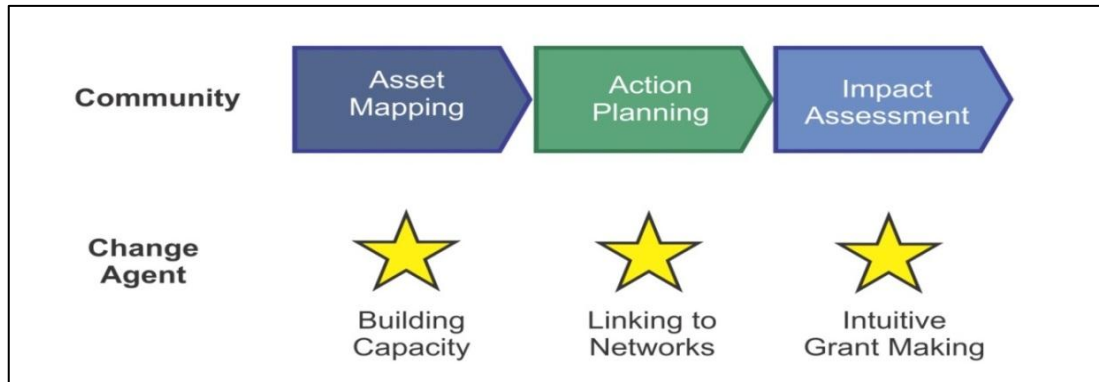 Community
Asset
Mapping
Action
Planning
Impact
Assessment
Change
Agent
Building
Capacity
Linking to
Networks
Intuitive
Grant Making